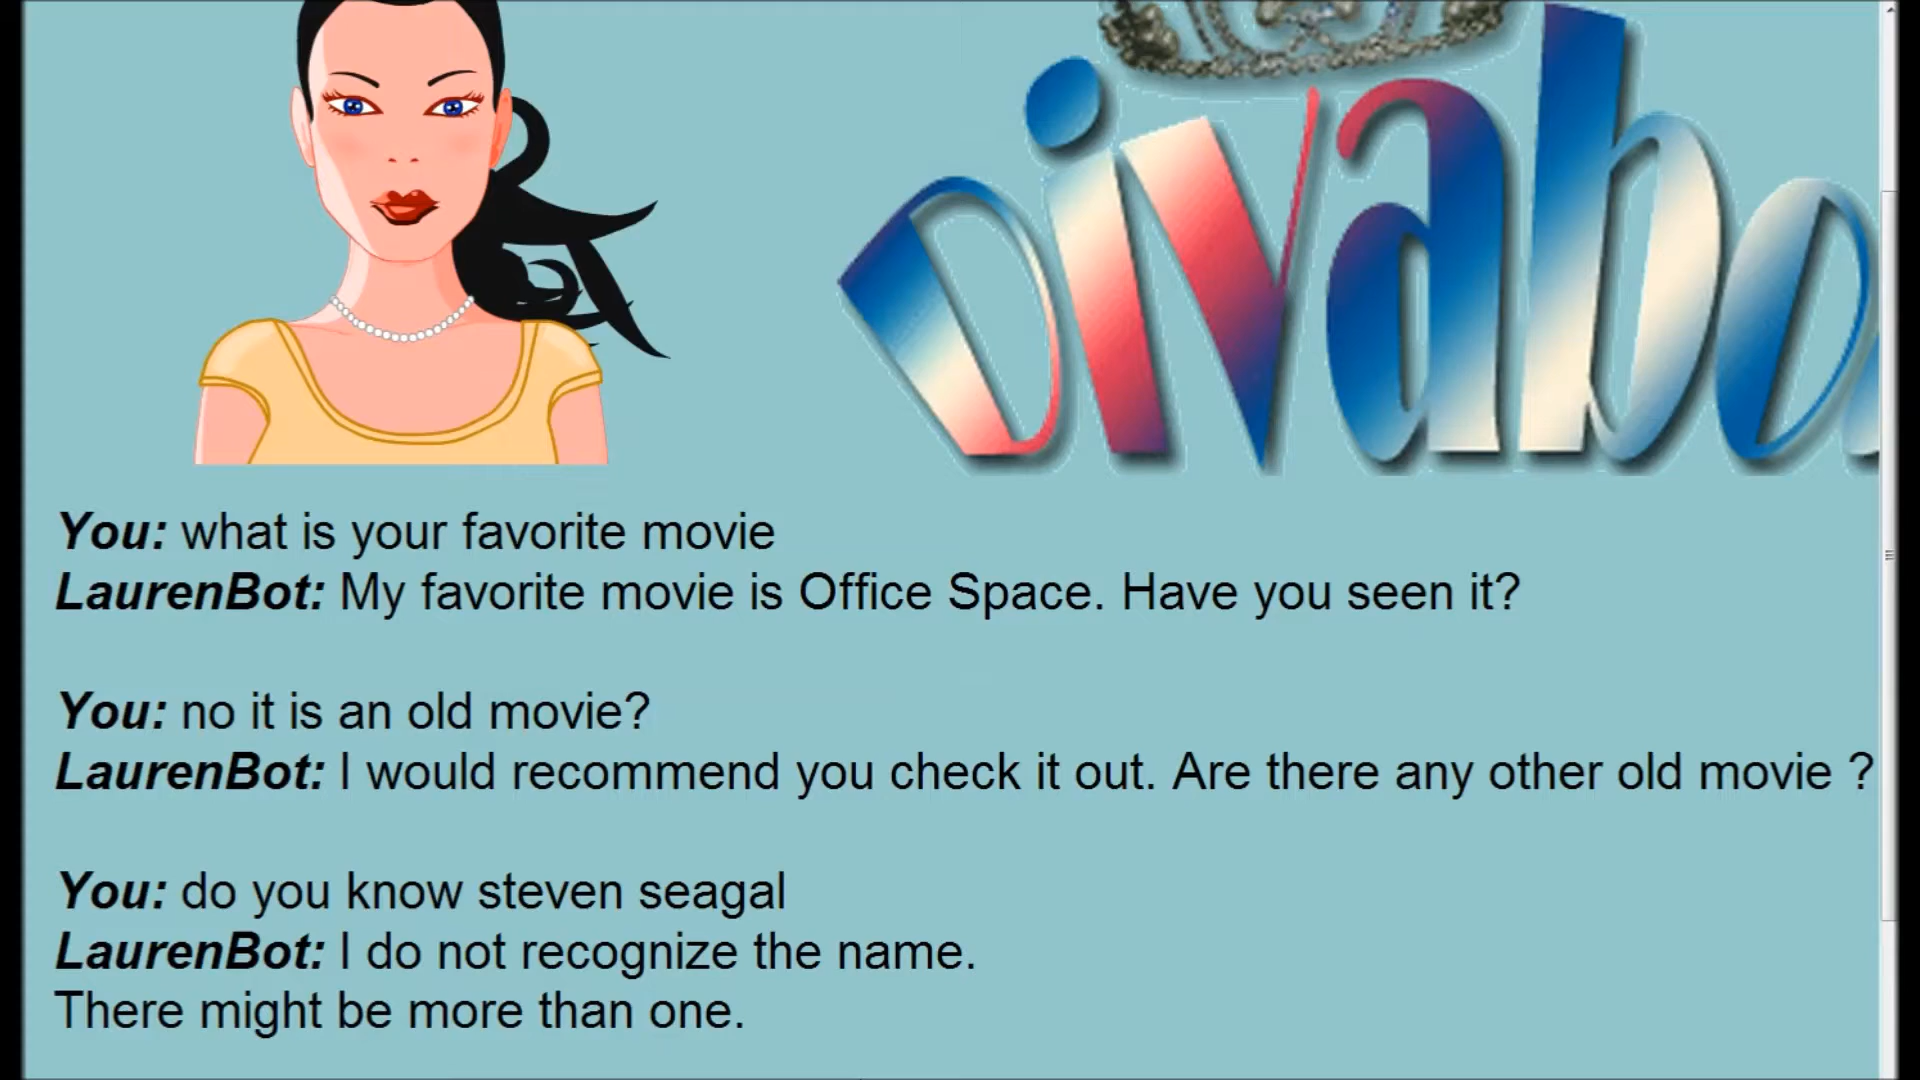 Divabo
You: what is your favorite movie
LaurenBot: My favorite movie is Office Space. Have you seen it?
You: no it is an old movie?
LaurenBot: I would recommend you check it out. Are there any other old movie ?
You: do you know steven seagal
LaurenBot: I do not recognize the name.
There might be more than one.